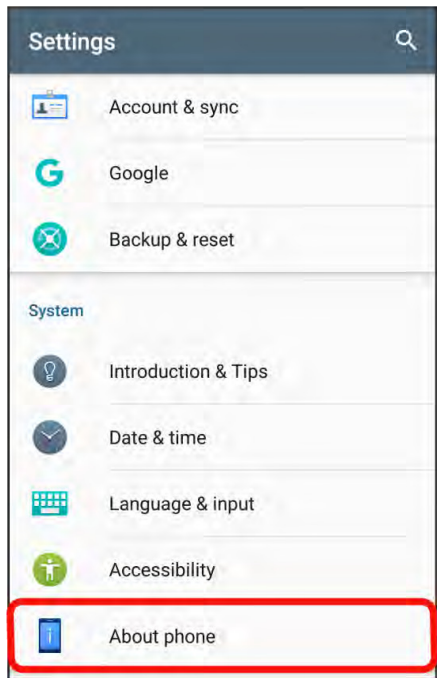 Settings
Account & sync
Google
Backup & reset
System
Introduction & Tips
Date & time
Language & input
Accessibility
About phone